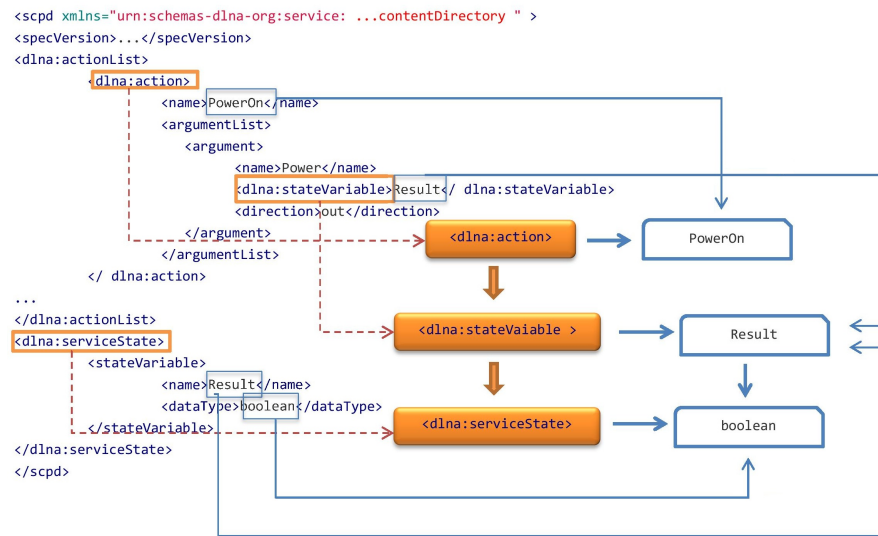 <scpd xmlns="urn:schemas-dlna-org:service: ...contentDirectory " >
<specVersion>...</specVersion>
<dlna:actionList>
<dlna:action>
<name>PowerOn</name>
<argumentList>
<argument>
<name>Power</name>
<dlna:stateVariable>Result</ dlna:stateVariable>
<direction>out</direction>
</argument>
</argumentList>
</ dlna:action>
...
</dlna:actionList>
<dlna:serviceState>
<stateVariable>
<name>Result</name>
<dataType>boolean</dataType>
</stateVariable>
</dlna:serviceState>
</scpd>
<dlna:action>
PowerOn
<dlna:stateVaiable >
Result
<dlna:serviceState>
boolean